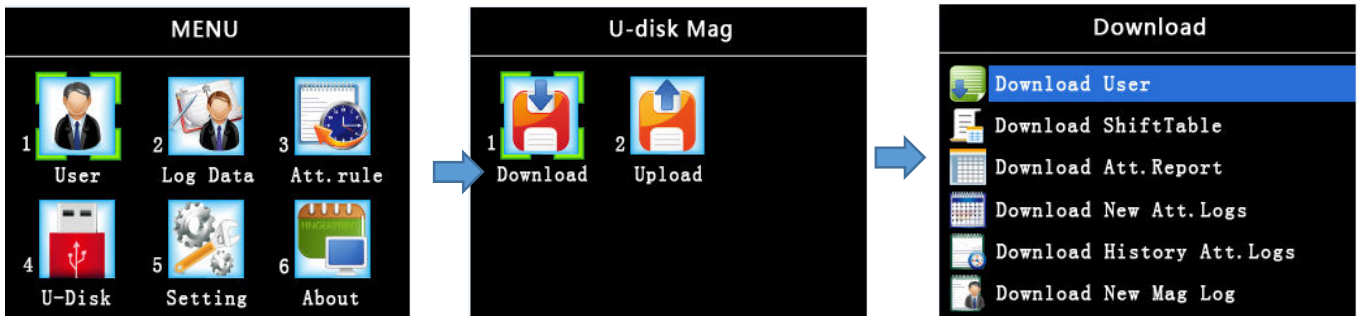 MENU
1 User
2 Log Data
3 Att.rule
4 U-Disk
5 Setting
6 About
FINGERPRINT
U-disk Mag
1 Download
2 Upload
Download
Download User
Download ShiftTable
Download Att.Report
Download New Att.Logs
Download History Att.Logs
Download New Mag Log